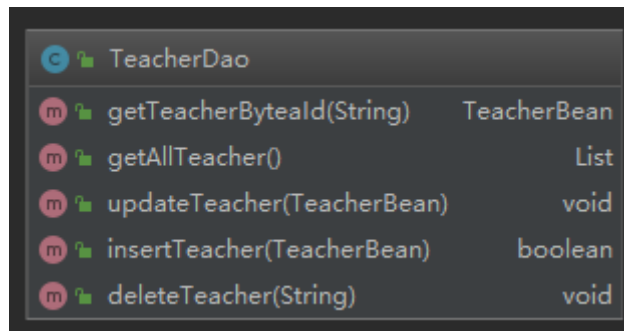 TeacherDao
getTeacherByteaId(String) TeacherBean
getAllTeacher() List
updateTeacher(TeacherBean) void
insertTeacher(TeacherBean) boolean
deleteTeacher(String) void